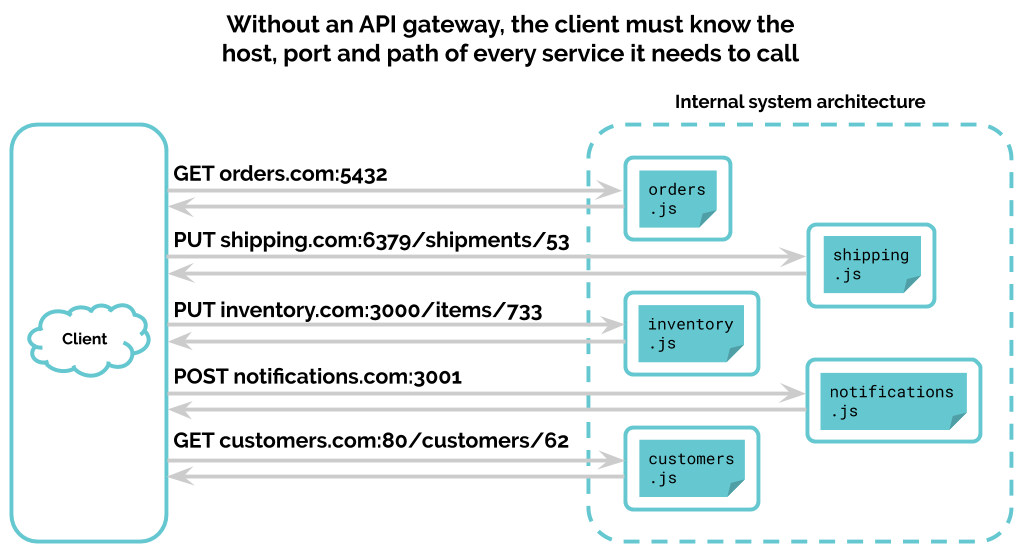 Without an API gateway, the client must know the
host, port and path of every service it needs to call
Internal system architecture
GET orders.com:5432
orders
.js
PUT shipping.com:6379/shipments/53
shipping
.js
PUT inventory.com:3000/items/733
inventory
.js
Client
POST notifications.com:3001
notifications
.js
GET customers.com:80/customers/62
customers
.js